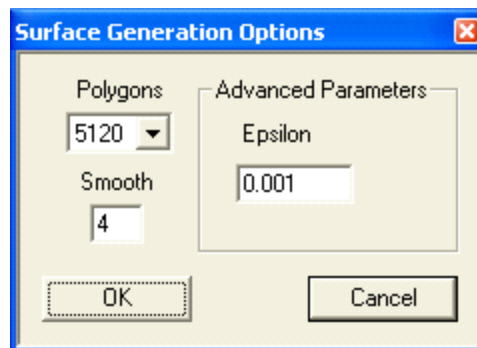 Surface Generation Options
Polygons
5120
Smooth
4
Advanced Parameters
Epsilon
0.001
OK
Cancel